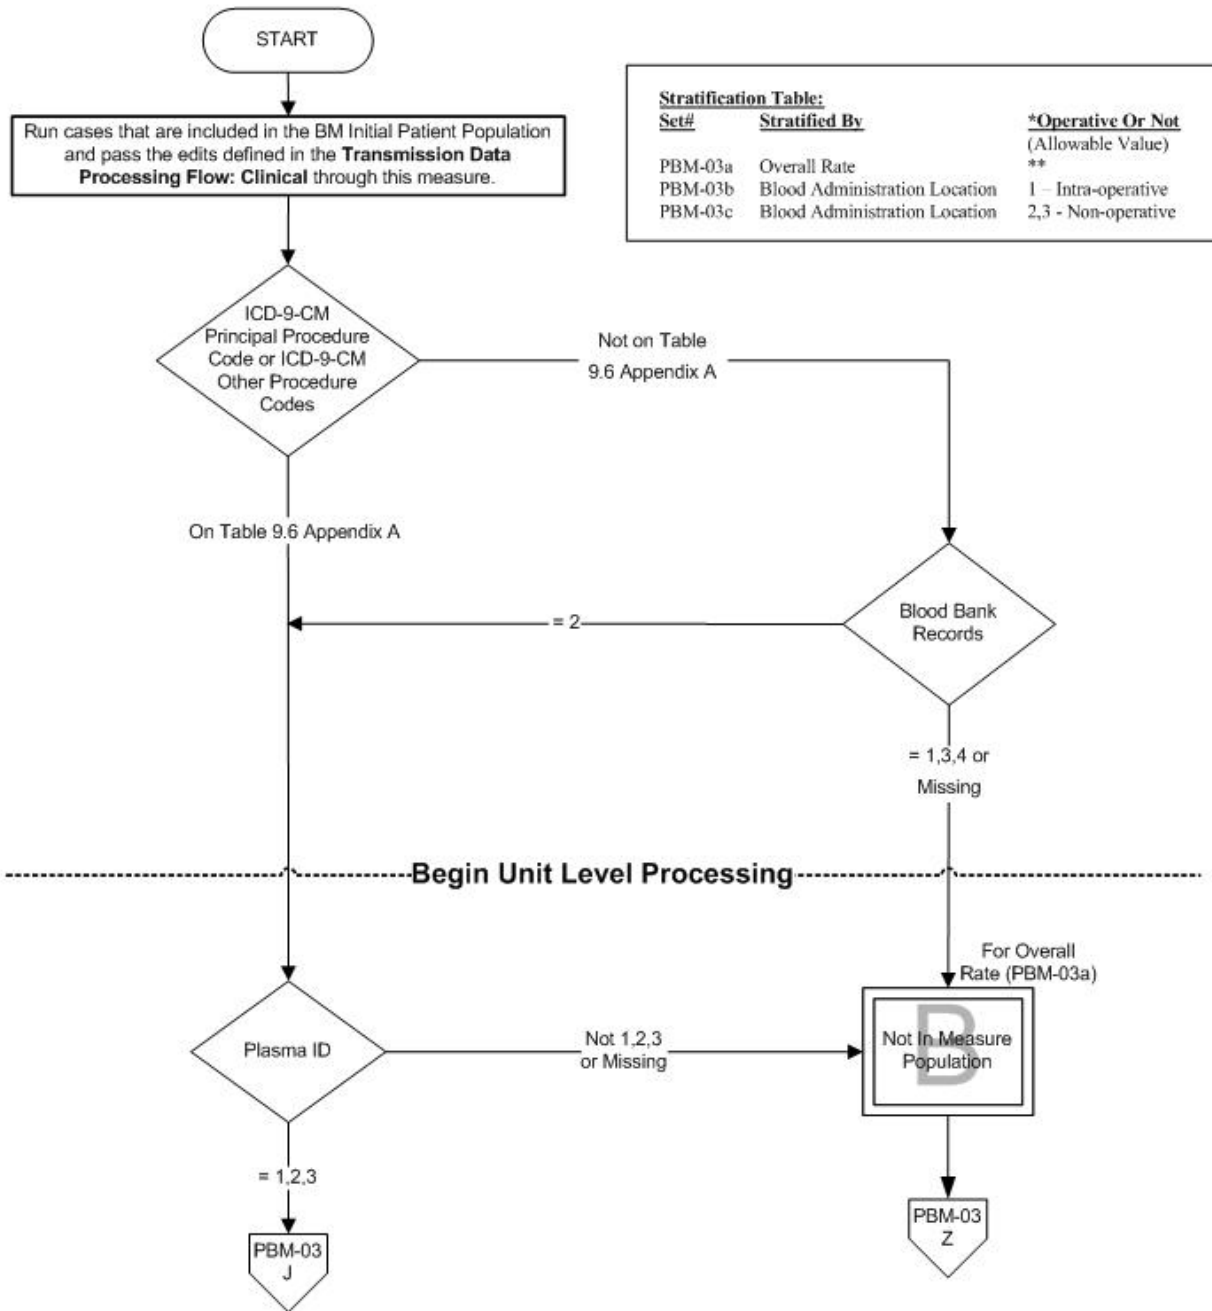 START
Run cases that are included in the BM Initial Patient Population
and pass the edits defined in the Transmission Data
Processing Flow: Clinical through this measure.
Stratification Table:
Set# Stratified By *Operative Or Not
(Allowable Value)
PBM-03a Overall Rate **
PBM-03b Blood Administration Location 1 – Intra-operative
PBM-03c Blood Administration Location 2,3 - Non-operative
ICD-9-CM
Principal Procedure
Code or ICD-9-CM
Other Procedure
Codes
Not on Table
9.6 Appendix A
On Table 9.6 Appendix A
Blood Bank
Records
= 2
= 1,3,4 or
Missing
Begin Unit Level Processing
For Overall
Rate (PBM-03a)
Plasma ID
Not 1,2,3
or Missing
B
Not In Measure
Population
= 1,2,3
PBM-03
J
PBM-03
Z